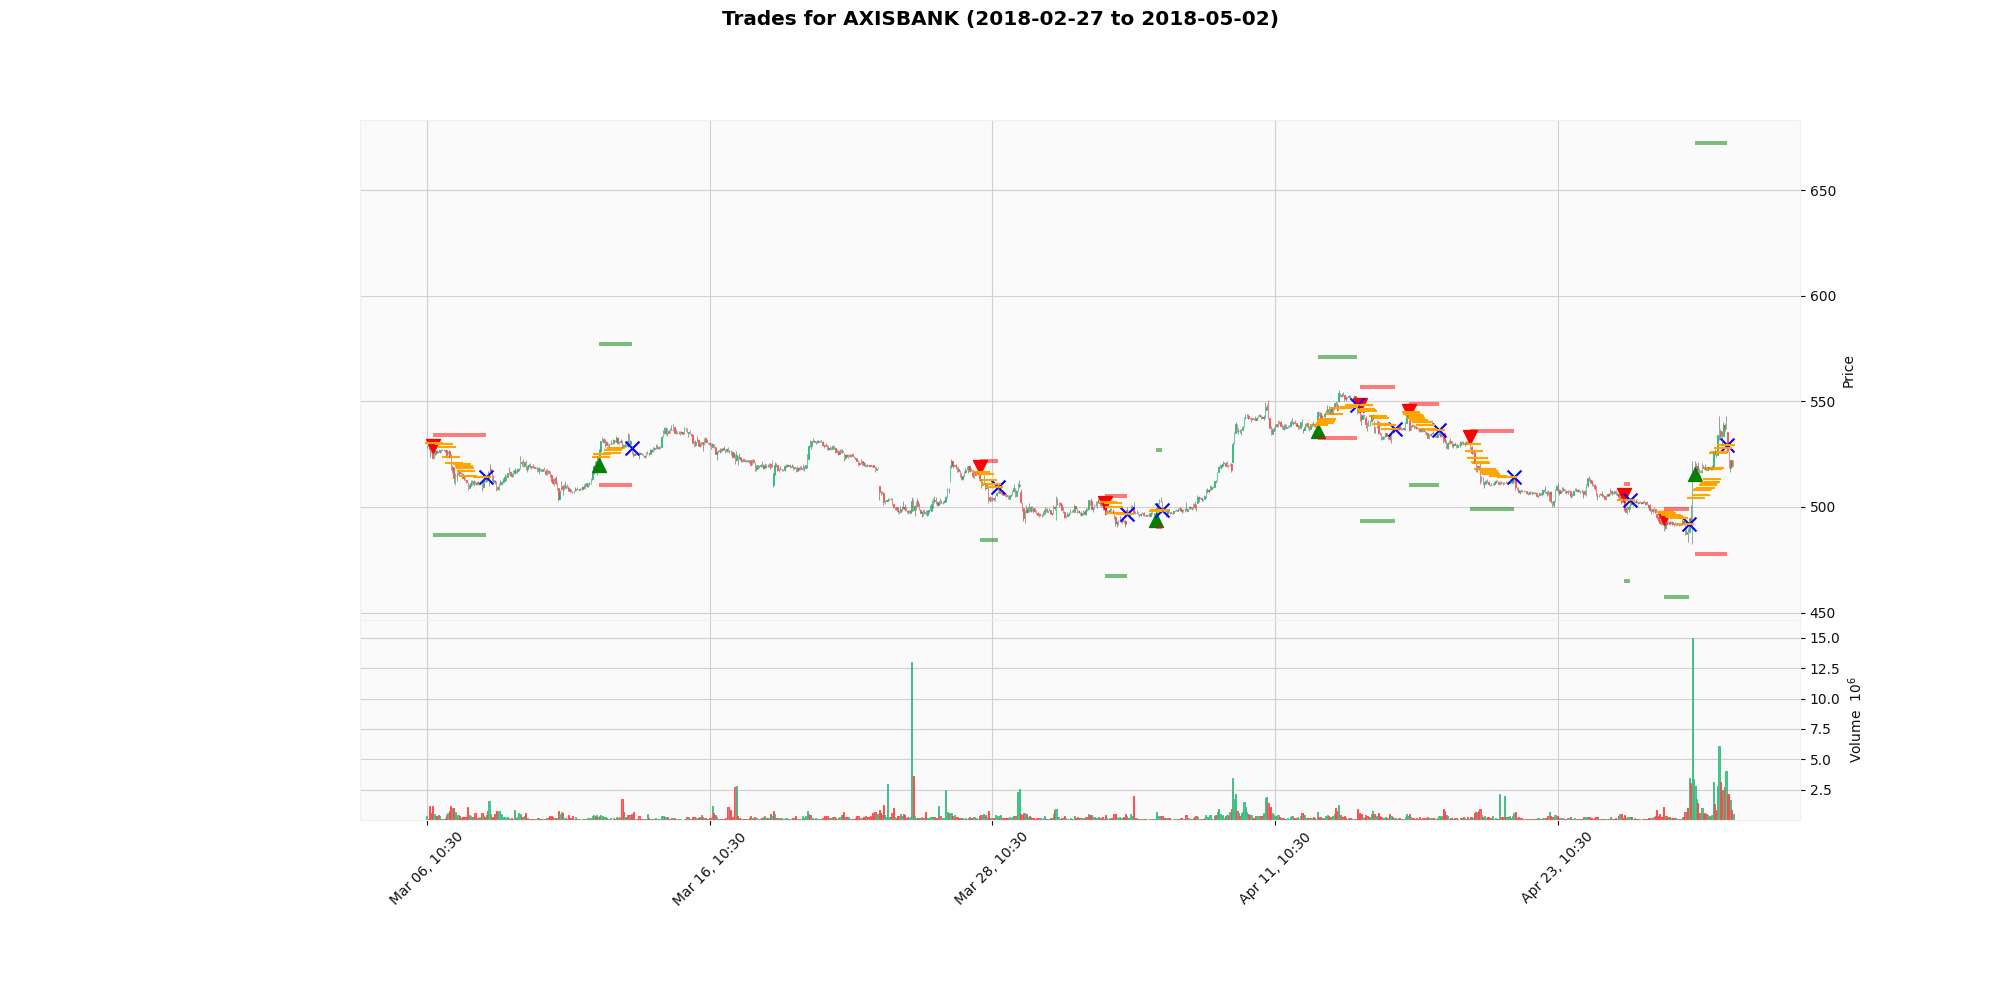 Trades for AXISBANK (2018-02-27 to 2018-05-02)
650
600
550
500
450
Price
15.0
12.5
10.0
7.5
5.0
2.5
Volume 10^6
Mar 06, 10:30
Mar 16, 10:30
Mar 28, 10:30
Apr 11, 10:30
Apr 23, 10:30